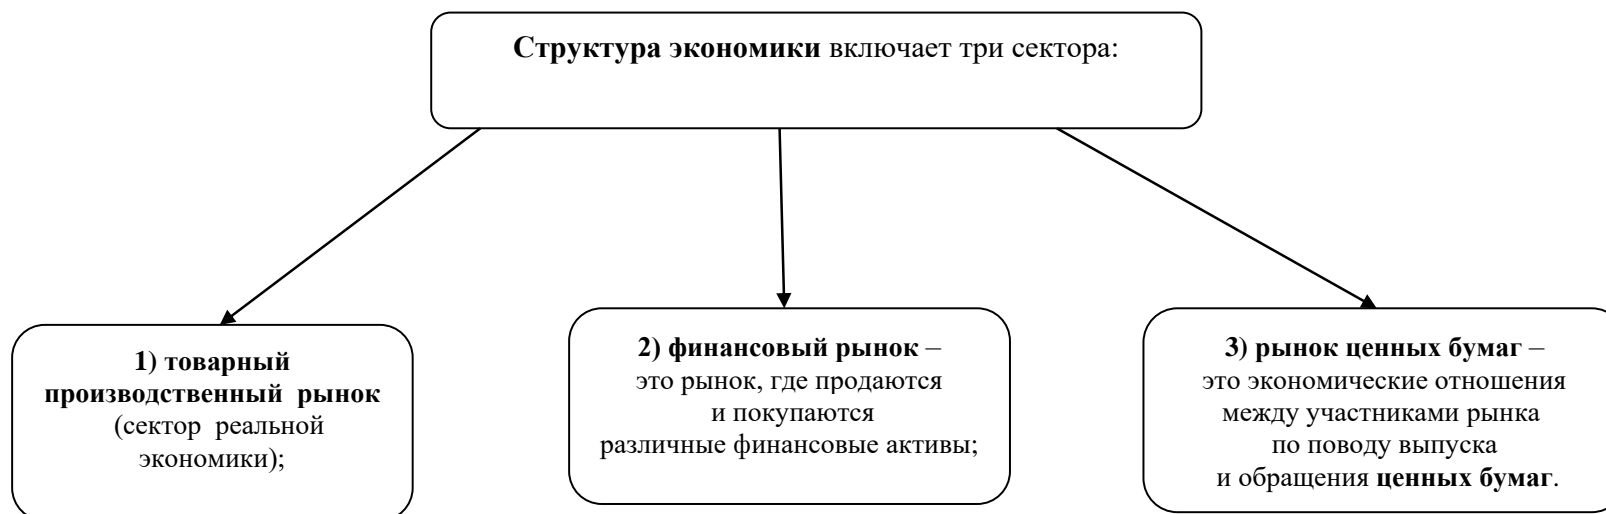 Структура экономики включает три сектора:
1) товарный
производственный рынок
(сектор реальной
экономики);
2) финансовый рынок –
это рынок, где продаются
и покупаются
различные финансовые активы;
3) рынок ценных бумаг –
это экономические отношения
между участниками рынка
по поводу выпуска
и обращения ценных бумаг.